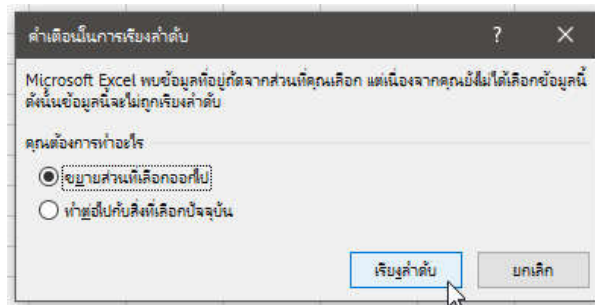 คำเตือนในการเรียงลำดับ
Microsoft Excel พบข้อมูลที่อยู่ถัดจากส่วนที่คุณเลือก แต่เนื่องจากคุณยังไม่ได้เลือกข้อมูลนี้
ดังนั้นข้อมูลนี้จะไม่ถูกเรียงลำดับ
คุณต้องการทำอะไร
ขยายส่วนที่เลือกออกไป
ทำต่อไปกับสิ่งที่เลือกปัจจุบัน
เรียงลำดับ
ยกเลิก